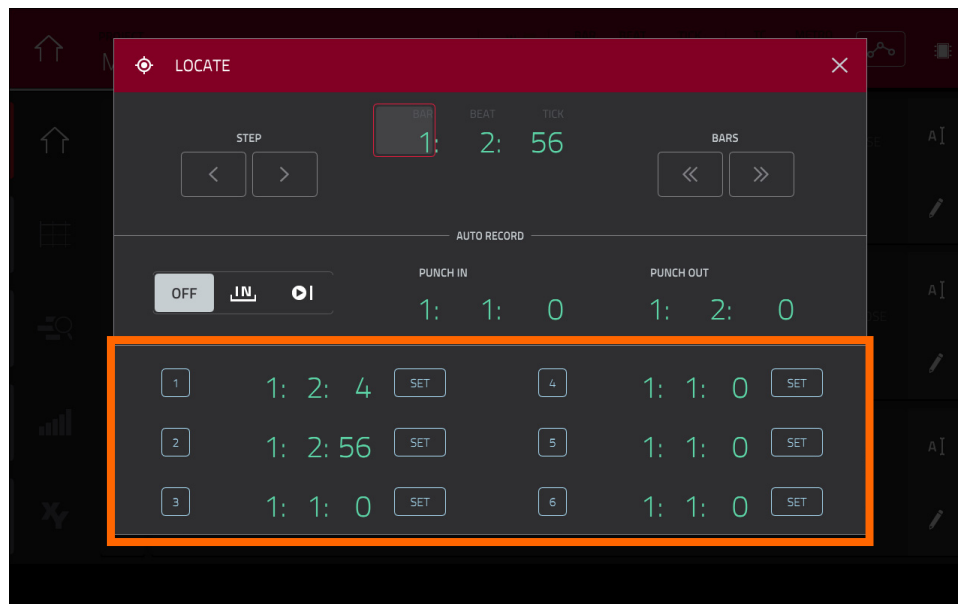 LOCATE
BAR BEAT TICK
STEP 1: 2: 56 BARS
AUTO RECORD
PUNCH IN PUNCH OUT
OFF IN
1: 1: 0 1: 2: 0
1 1: 2: 4 SET 4 1: 1: 0 SET
2 1: 2: 56 SET 5 1: 1: 0 SET
3 1: 1: 0 SET 6 1: 1: 0 SET